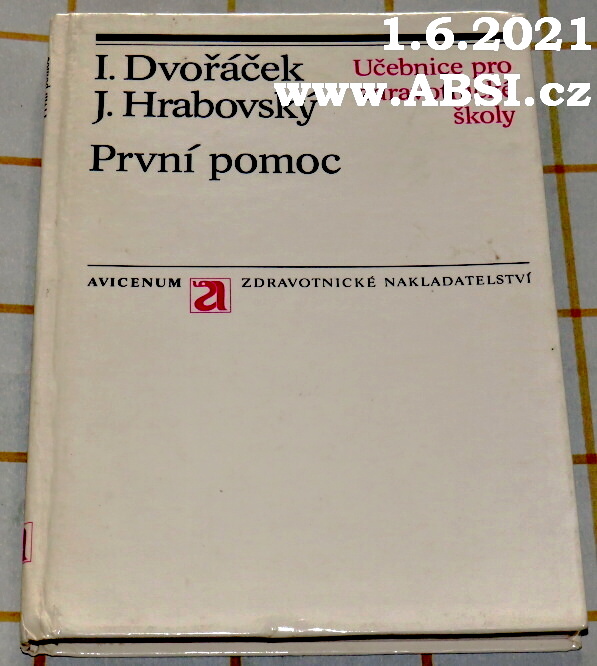 1.6.2021
I. Dvořáček
J. Hrabovský
Učebnice pro
školy
www.ABSI.cz
První pomoc
AVICENUM a ZDRAVOTNICKÉ NAKLADATELSTVÍ